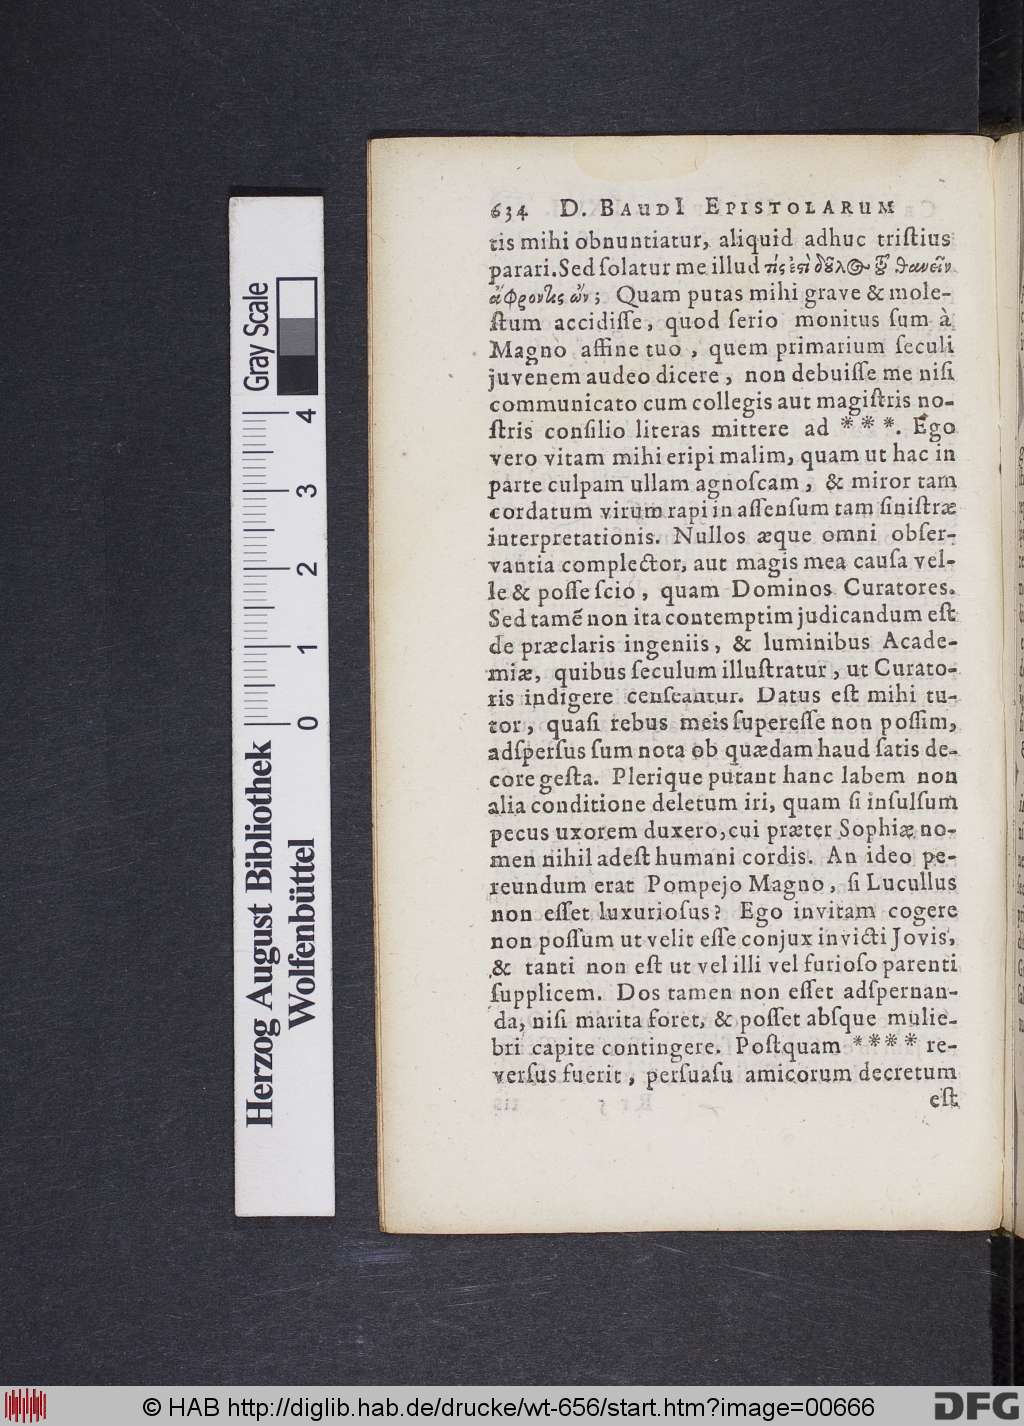 634 D. BAUDI EPISTOLARUM
tis mihi obnuntiatur, aliquid adhuc tristius
parari. Sed solatur me illud τίς ἐστὶ δοῦλος τοῦ θανεῖν
ἄφροντις ὤν; Quam putas mihi grave & mole-
stum accidisse, quod serio monitus sum à
Magno affine tuo, quem primarium seculi
juvenem audeo dicere, non debuisse me nisi
communicato cum collegis aut magistris no-
stris consilio literas mittere ad ***. Ego
vero vitam mihi eripi malim, quam ut hac in
parte culpam ullam agnoscam, & miror tam
cordatum virum rapi in assensum tam sinistræ
interpretationis. Nullos æque omni obser-
vantia complector, aut magis mea causa vel-
le & posse scio, quam Dominos Curatores.
Sed tamē non ita contemptim judicandum est
de præclaris ingeniis, & luminibus Acade-
miæ, quibus seculum illustratur, ut Curato-
ris indigere censeantur. Datus est mihi tu-
tor, quasi rebus meis superesse non possim,
adspersus sum nota ob quædam haud satis de-
core gesta. Plerique putant hanc labem non
alia conditione deletum iri, quam si insulsum
pecus uxorem duxero, cui præter Sophiæ no-
men nihil adest humani cordis. An ideo pe-
reundum erat Pompejo Magno, si Lucullus
non esset luxuriosus? Ego invitam cogere
non possum ut velit esse conjux invicti Jovis,
& tanti non est ut vel illi vel furioso parenti
supplicem. Dos tamen non esset adspernan-
da, nisi marita foret, & posset absque mulie-
bri capite contingere. Postquam **** re-
versus fuerit, persuasu amicorum decretum
est
Herzog August Bibliothek
Wolfenbüttel
0 1 2 3 4
Gray Scale
© HAB http://diglib.hab.de/drucke/wt-656/start.htm?image=00666
DFG